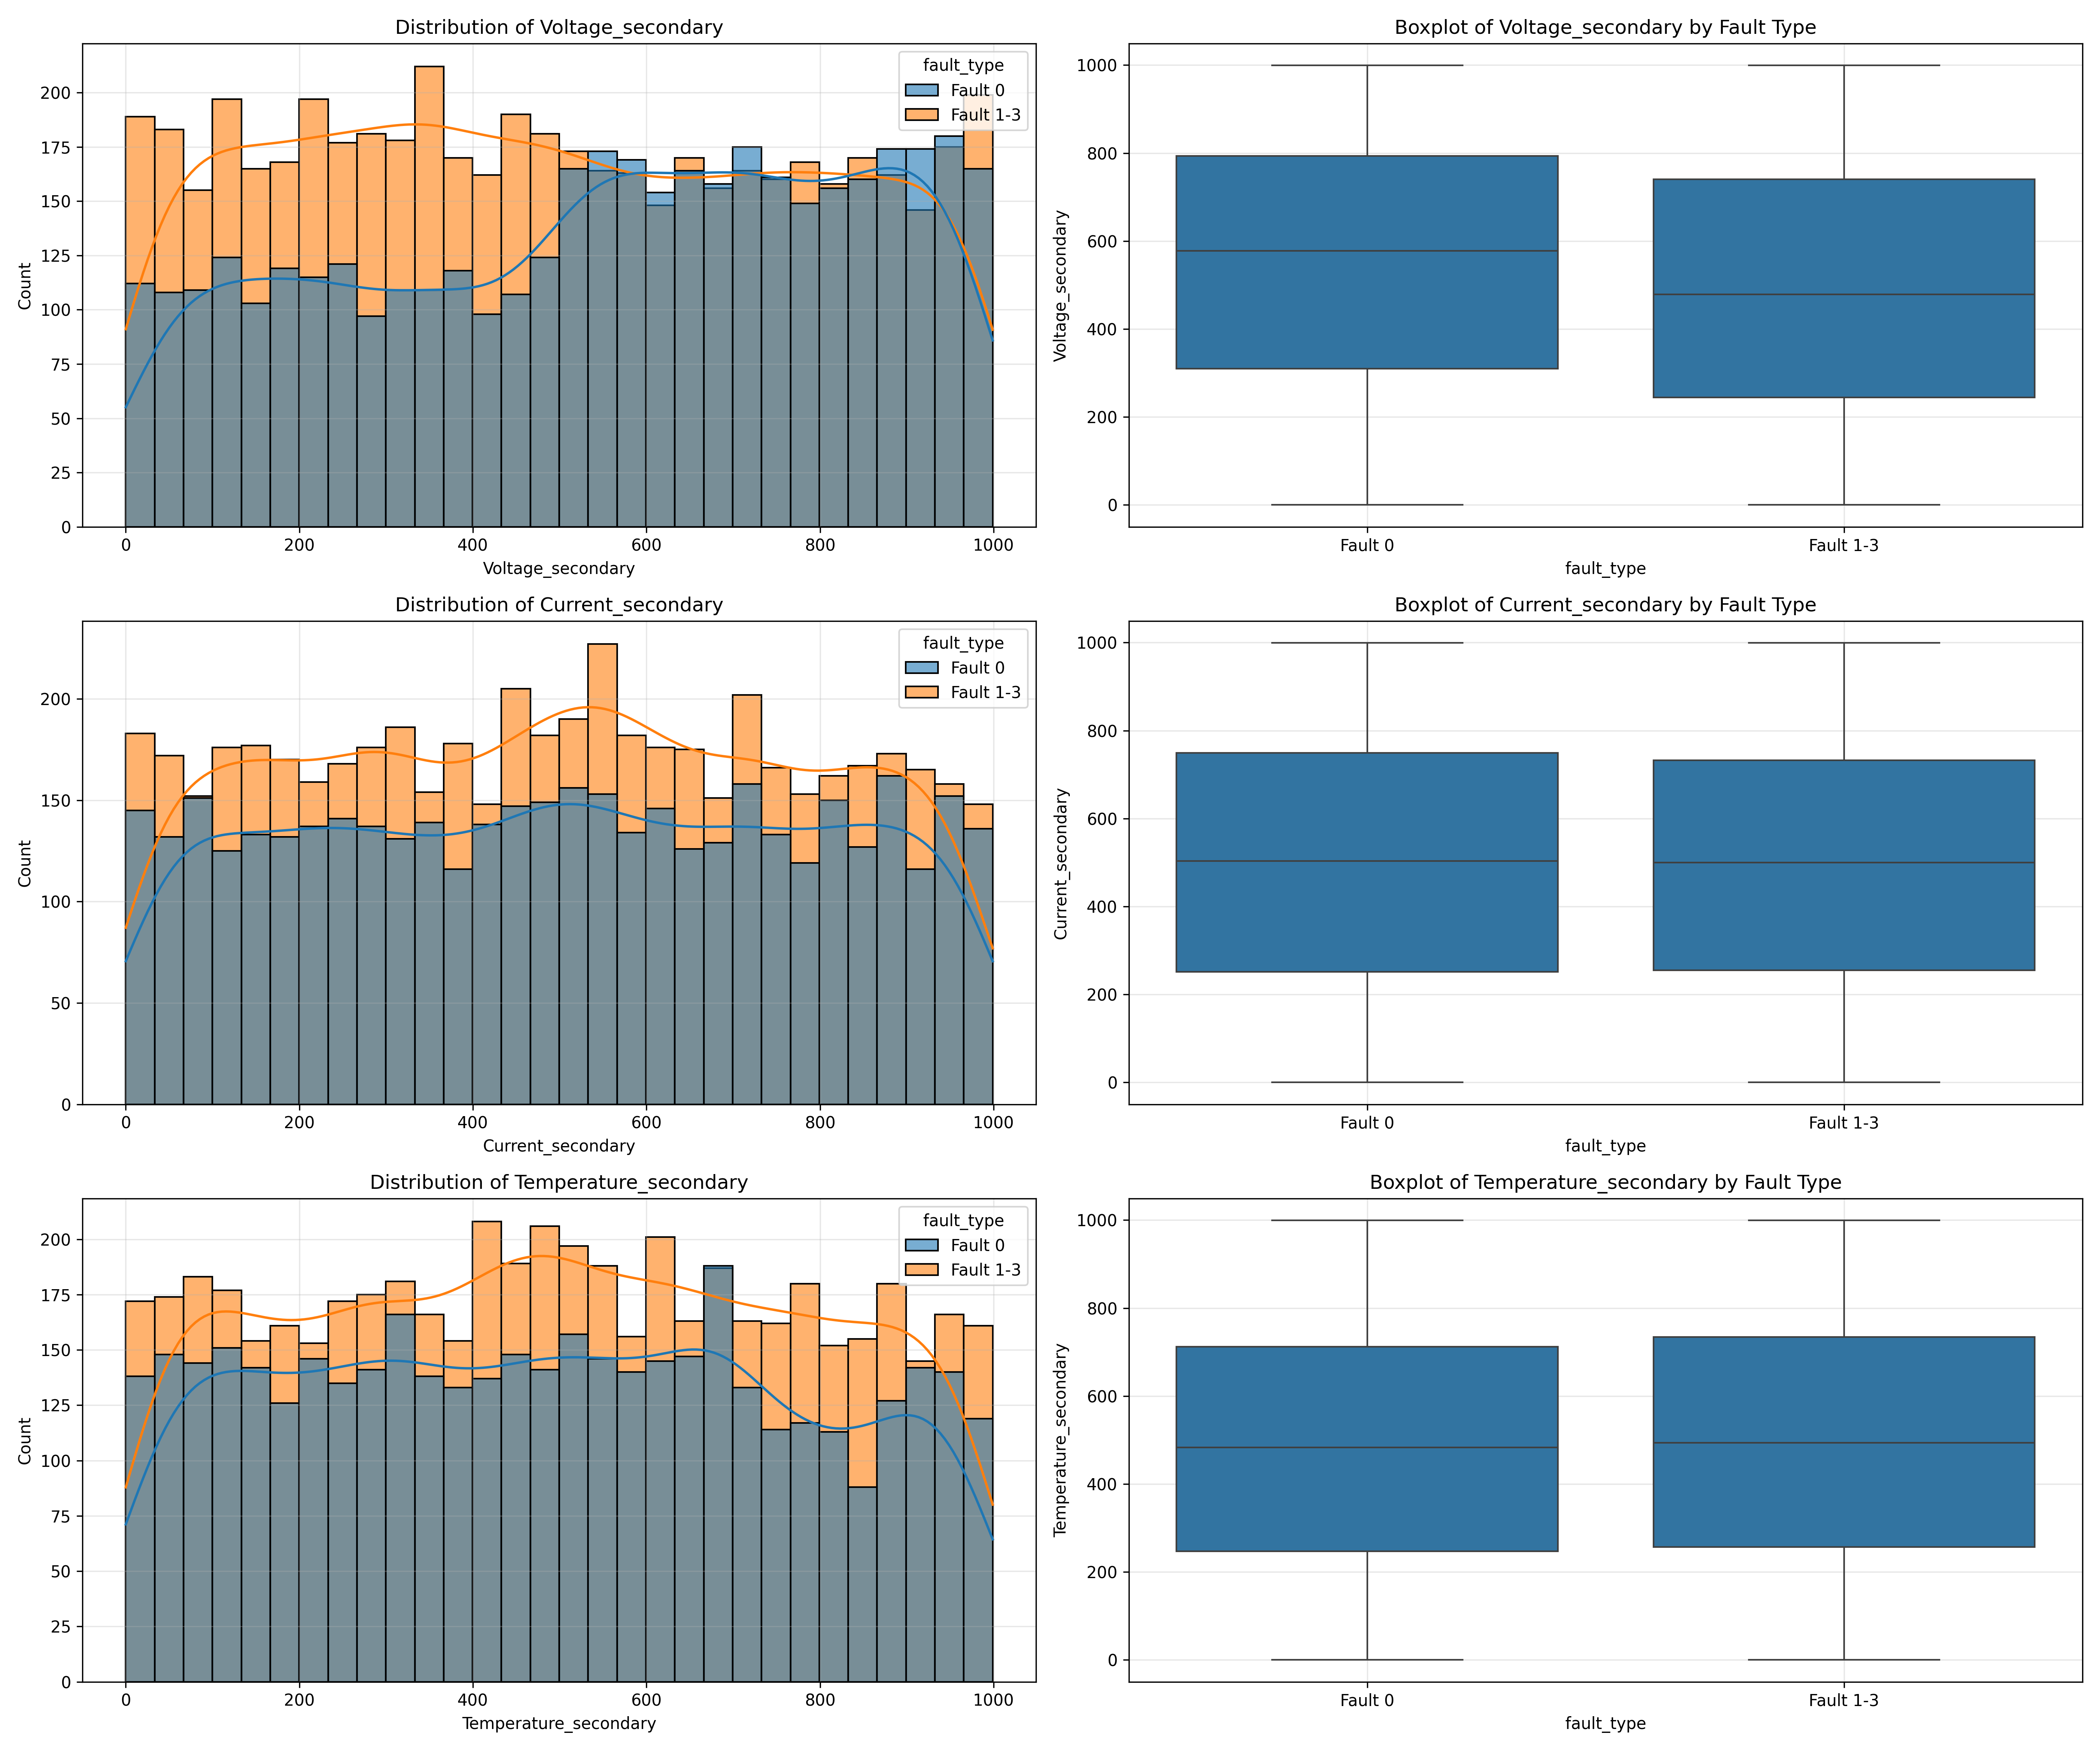 Distribution of Voltage_secondary
fault_type
Fault 0
Fault 1-3
Count
200
175
150
125
100
75
50
25
0
0 200 400 600 800 1000
Voltage_secondary
Boxplot of Voltage_secondary by Fault Type
Voltage_secondary
1000
800
600
400
200
0
Fault 0 Fault 1-3
fault_type
Distribution of Current_secondary
fault_type
Fault 0
Fault 1-3
Count
200
150
100
50
0
0 200 400 600 800 1000
Current_secondary
Boxplot of Current_secondary by Fault Type
Current_secondary
1000
800
600
400
200
0
Fault 0 Fault 1-3
fault_type
Distribution of Temperature_secondary
fault_type
Fault 0
Fault 1-3
Count
200
175
150
125
100
75
50
25
0
0 200 400 600 800 1000
Temperature_secondary
Boxplot of Temperature_secondary by Fault Type
Temperature_secondary
1000
800
600
400
200
0
Fault 0 Fault 1-3
fault_type